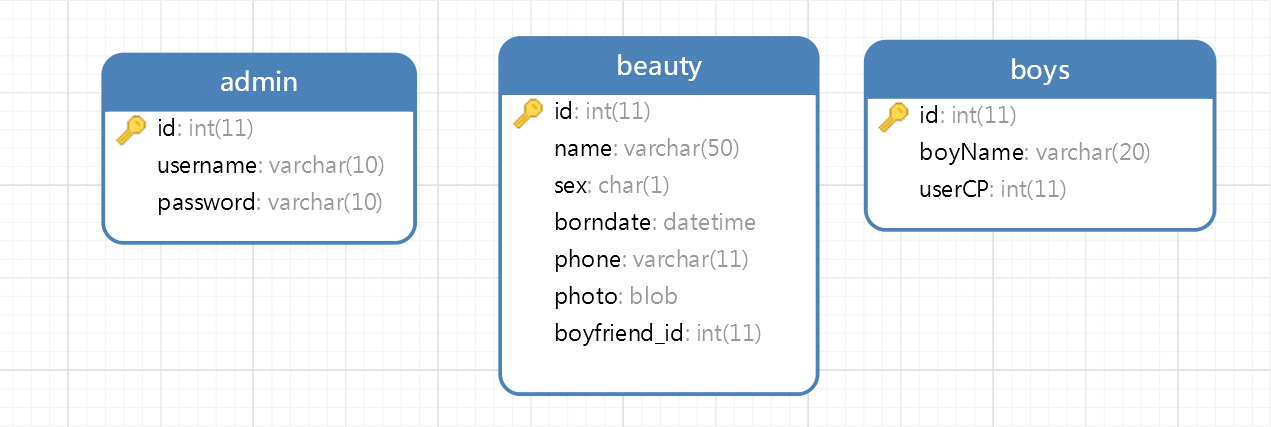 admin
id: int(11)
username: varchar(10)
password: varchar(10)
beauty
id: int(11)
name: varchar(50)
sex: char(1)
borndate: datetime
phone: varchar(11)
photo: blob
boyfriend_id: int(11)
boys
id: int(11)
boyName: varchar(20)
userCP: int(11)